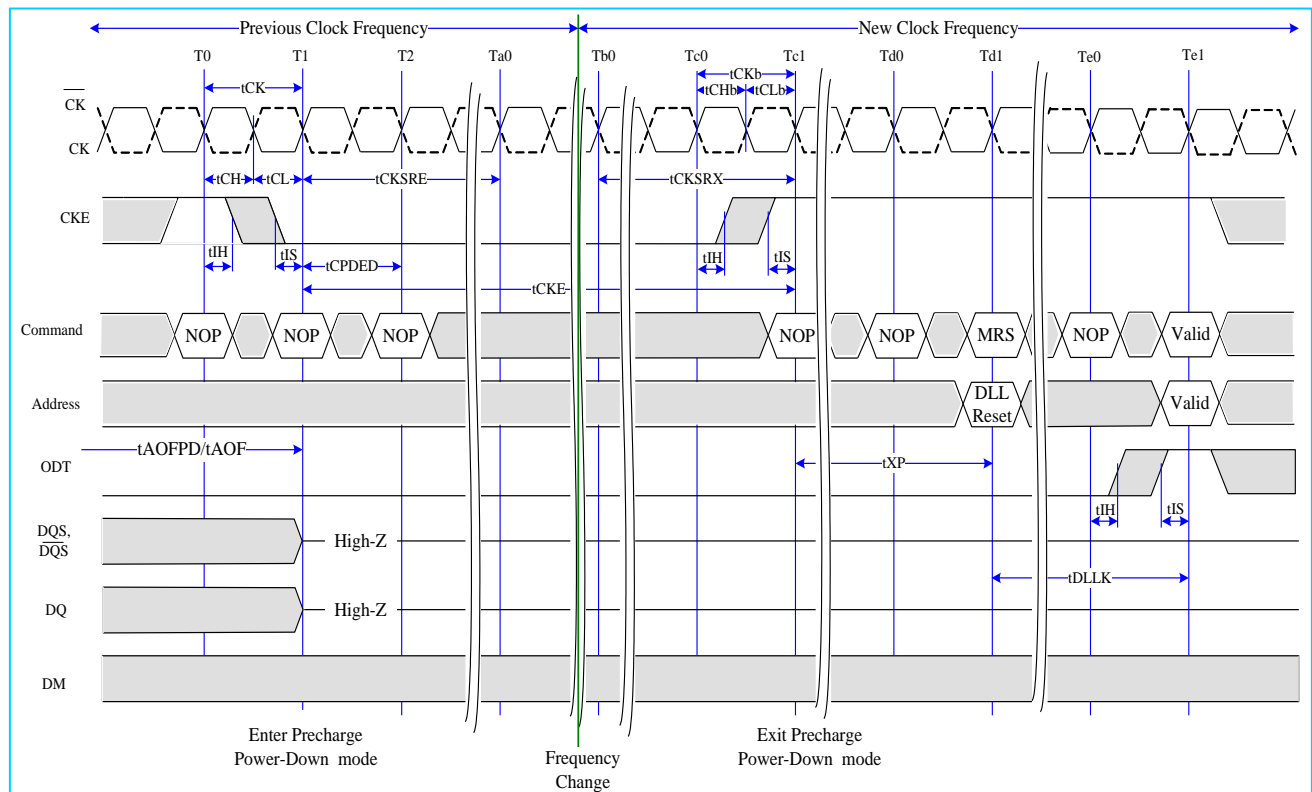 Previous Clock Frequency New Clock Frequency
T0 T1 T2 Ta0 Tb0 Tc0 Tc1 Td0 Td1 Te0 Te1
tCKb
tCK
tCHb tCLb
CK
CK
tCH tCL tCKSRE tCKSRX
CKE
tIH tIS tCPDED tIH tIS
tCKE
Command NOP NOP NOP NOP NOP MRS NOP Valid
Address DLL Reset Valid
tAOFPD/tAOF
ODT tXP
tIH tIS
DQS,
DQS High-Z
tDLLK
DQ High-Z
DM
Enter Precharge
Power-Down mode
Frequency
Change
Exit Precharge
Power-Down mode